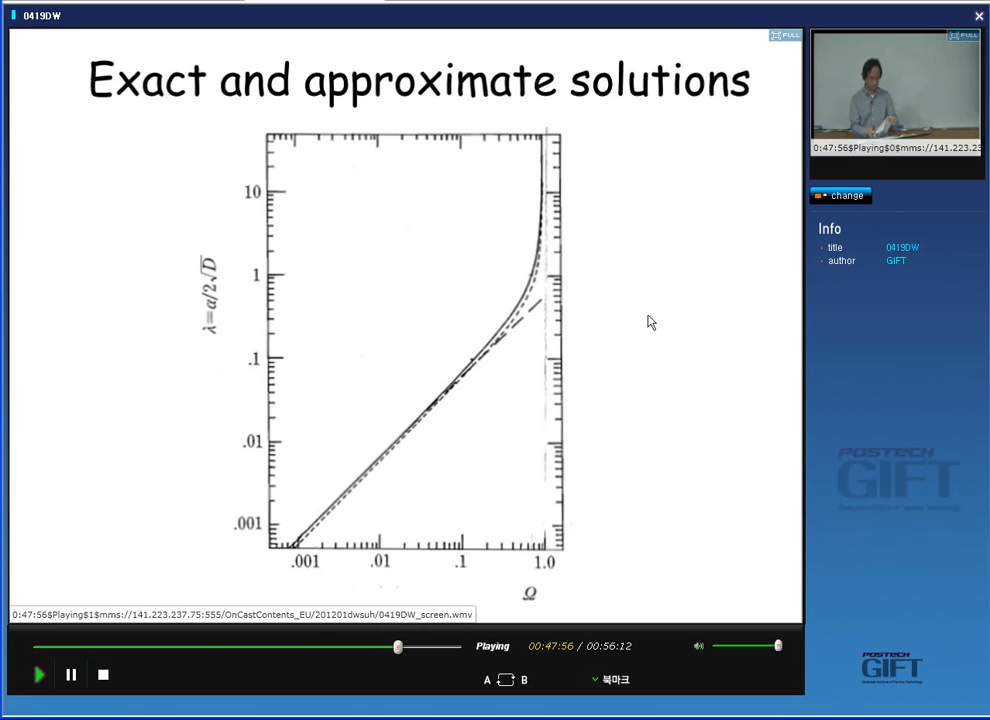 0419DW
FULL
FULL
Exact and approximate solutions
10
1
.1
.01
.001
λ=α/2√D
.001
.01
.1
1.0
Ω
0:47:56$Playing$1$mms://141.223.237.75:555/OnCastContents_EU/201201dwsuh/0419DW_screen.wmv
0:47:56$Playing$0$mms://141.223.23
change
Info
title 0419DW
author GIFT
POSTECH
GIFT
Playing 00:47:56 / 00:56:12
A B
북마크
POSTECH
GIFT